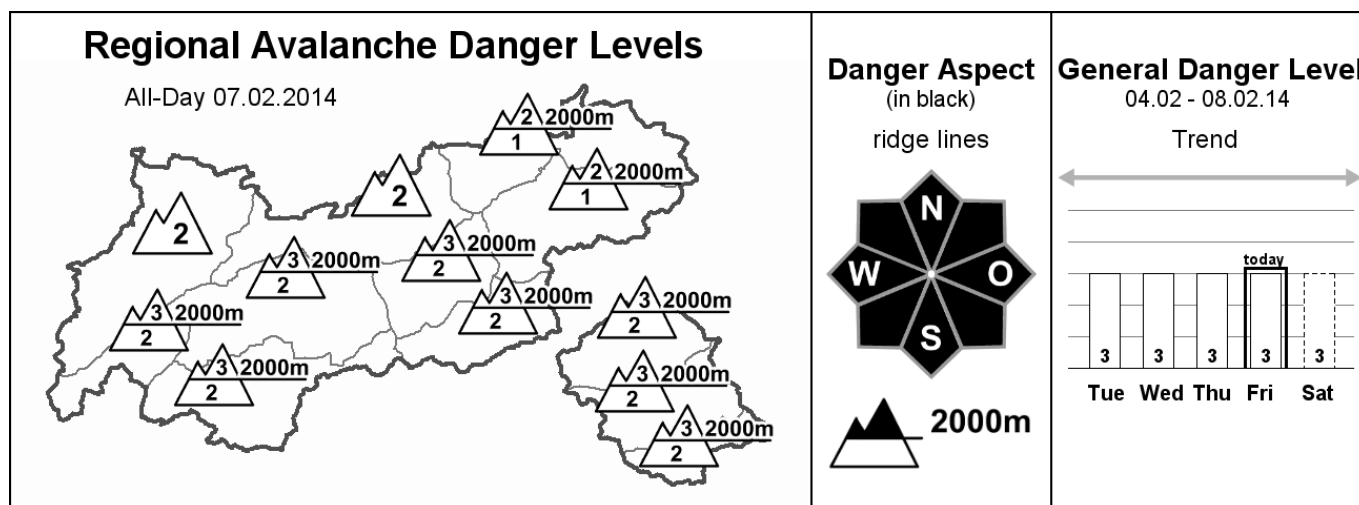 Regional Avalanche Danger Levels
All-Day 07.02.2014
2 2000m
1
2 2000m
1
2
2
3 2000m
2
3 2000m
2
3 2000m
2
3 2000m
2
3 2000m
2
3 2000m
2
3 2000m
2
3 2000m
2
Danger Aspect
(in black)
ridge lines
N
W O
S
2000m
General Danger Level
04.02 - 08.02.14
Trend
today
3 3 3 3 3
Tue Wed Thu Fri Sat